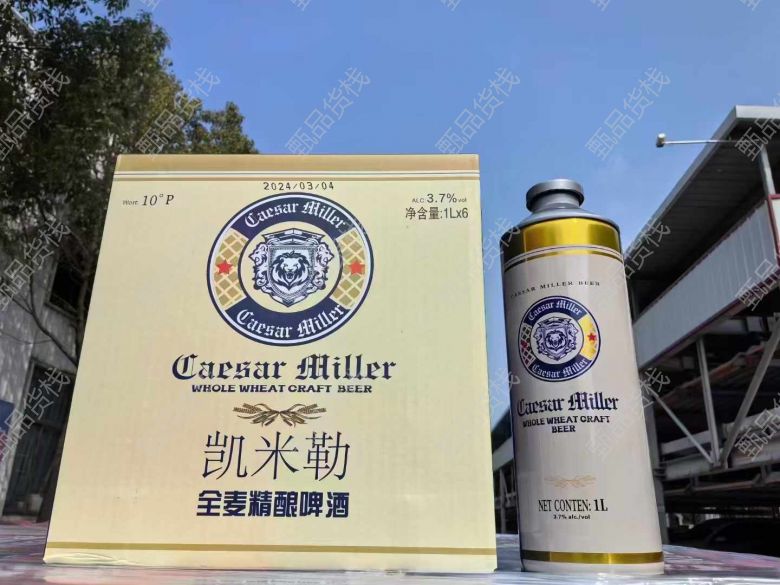 2024/03/04
Wort. 10°P
ALC:3.7%vol
净含量:1Lx6
Caesar Miller
Caesar Miller
Caesar Miller
WHOLE WHEAT CRAFT BEER
凯米勒
全麦精酿啤酒
CAESAR MILLER BEER
Caesar Miller
Caesar Miller
Caesar Miller
WHOLE WHEAT CRAFT
BEER
NET CONTEN: 1L
3.7% alc./vol
甄品货栈